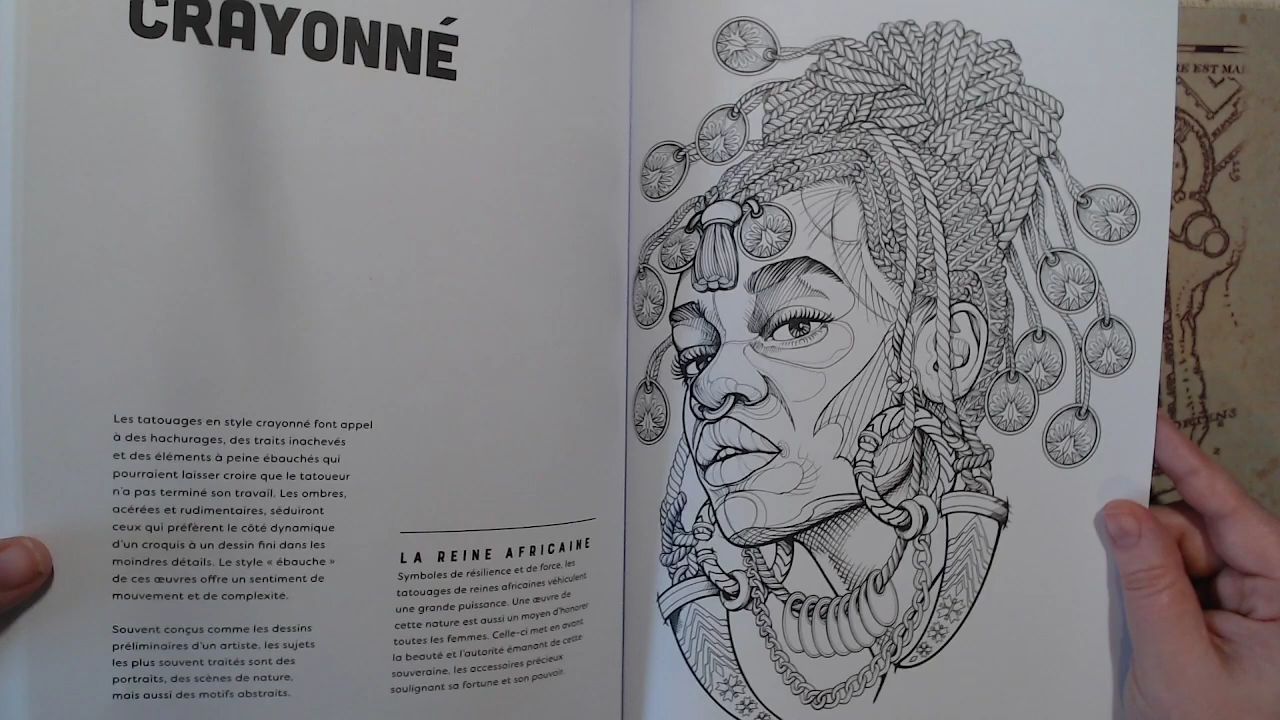 CRAYONNÉ
Les tatouages en style crayonné font appel
à des hachurages, des traits inachevés
et des éléments à peine ébauchés qui
pourraient laisser croire que le tatoueur
n'a pas terminé son travail. Les ombres,
acérées et rudimentaires, séduiront
ceux qui préfèrent le côté dynamique
d'un croquis à un dessin fini dans les
moindres détails. Le style « ébauche »
de ces œuvres offre un sentiment de
mouvement et de complexité.
Souvent conçus comme les dessins
préliminaires d'un artiste, les sujets
les plus souvent traités sont des
portraits, des scènes de nature,
mais aussi des motifs abstraits.
LA REINE AFRICAINE
Symboles de résilience et de force, les
tatouages de reines africaines véhiculent
une grande puissance. Une œuvre de
cette nature est aussi un moyen d'honorer
toutes les femmes. Celle-ci met en avant
la beauté et l'autorité émanant de cette
souveraine, les accessoires précieux
soulignant sa fortune et son pouvoir.
RE EST MA